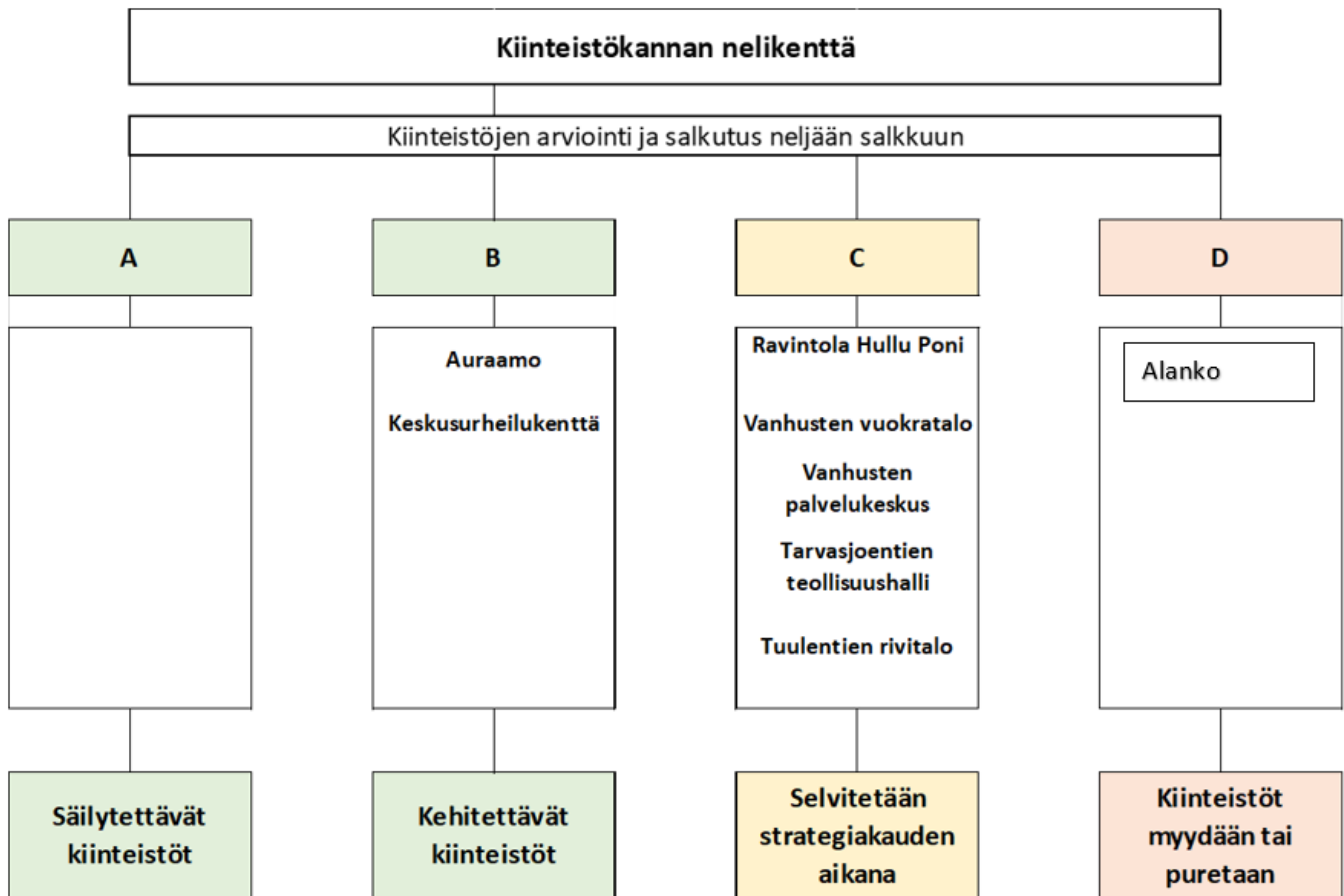 Kiinteistökannan nelikenttä
Kiinteistöjen arviointi ja salkutus neljään salkkuun
A
B
C
D
Auraamo
Keskusurheilukenttä
Ravintola Hullu Poni
Vanhusten vuokratalo
Vanhusten
palvelukeskus
Tarvasjoentien
teollisuushalli
Tuulentien rivitalo
Alanko
Säilytettävät
kiinteistöt
Kehitettävät
kiinteistöt
Selvitetään
strategiakauden
aikana
Kiinteistöt
myydään tai
puretaan